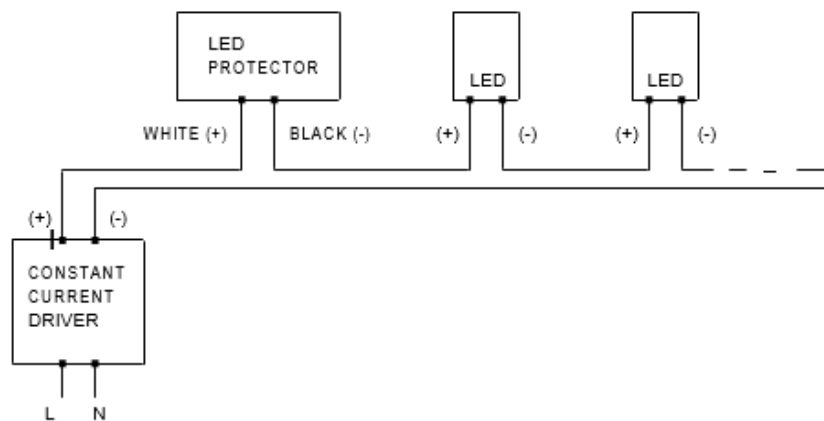 LED
PROTECTOR
LED
LED
WHITE (+)
BLACK (-)
(+)
(-)
(+)
(-)
(+)
(-)
CONSTANT
CURRENT
DRIVER
L
N